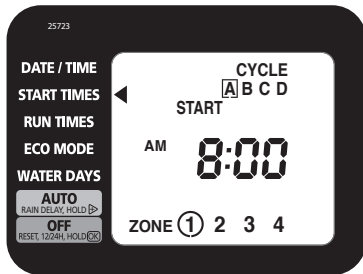 25723
DATE / TIME
START TIMES
RUN TIMES
ECO MODE
WATER DAYS
AUTO
RAIN DELAY, HOLD
OFF
RESET, 12/24H, HOLD OK
CYCLE
A B C D
START
AM 8:00
ZONE 1 2 3 4